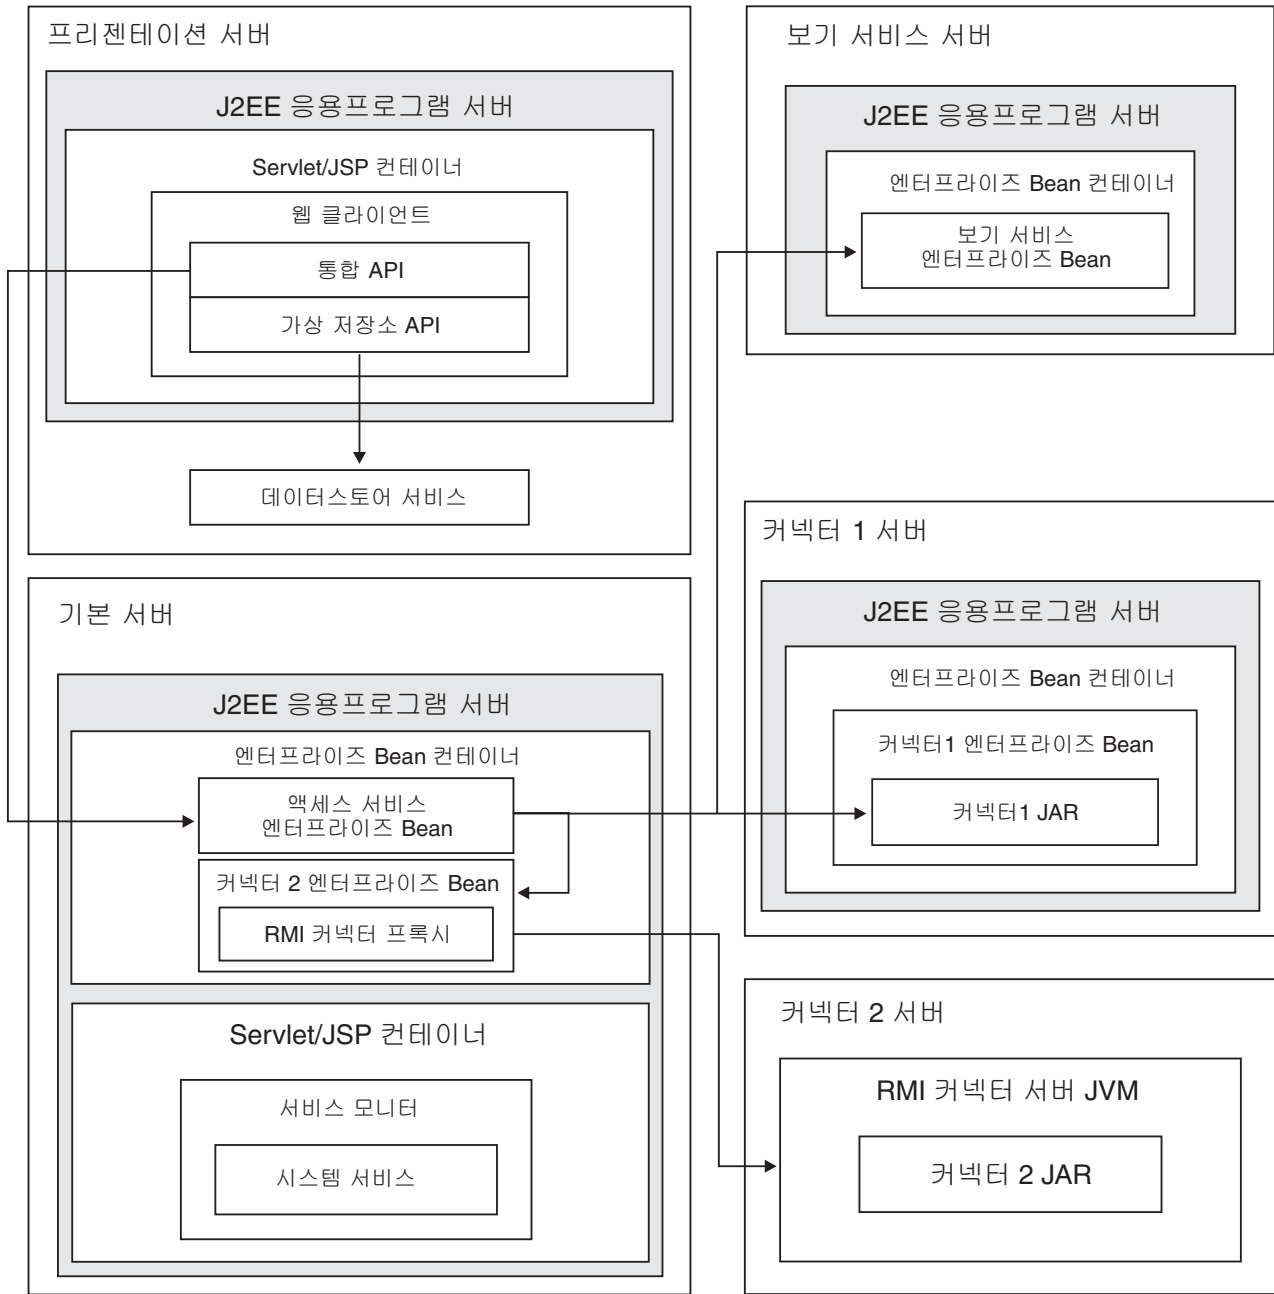 프리젠테이션 서버
J2EE 응용프로그램 서버
Servlet/JSP 컨테이너
웹 클라이언트
통합 API
가상 저장소 API
데이터스토어 서비스
보기 서비스 서버
J2EE 응용프로그램 서버
엔터프라이즈 Bean 컨테이너
보기 서비스
엔터프라이즈 Bean
기본 서버
J2EE 응용프로그램 서버
엔터프라이즈 Bean 컨테이너
액세스 서비스
엔터프라이즈 Bean
커넥터 2 엔터프라이즈 Bean
RMI 커넥터 프록시
Servlet/JSP 컨테이너
서비스 모니터
시스템 서비스
커넥터 1 서버
J2EE 응용프로그램 서버
엔터프라이즈 Bean 컨테이너
커넥터1 엔터프라이즈 Bean
커넥터1 JAR
커넥터 2 서버
RMI 커넥터 서버 JVM
커넥터 2 JAR